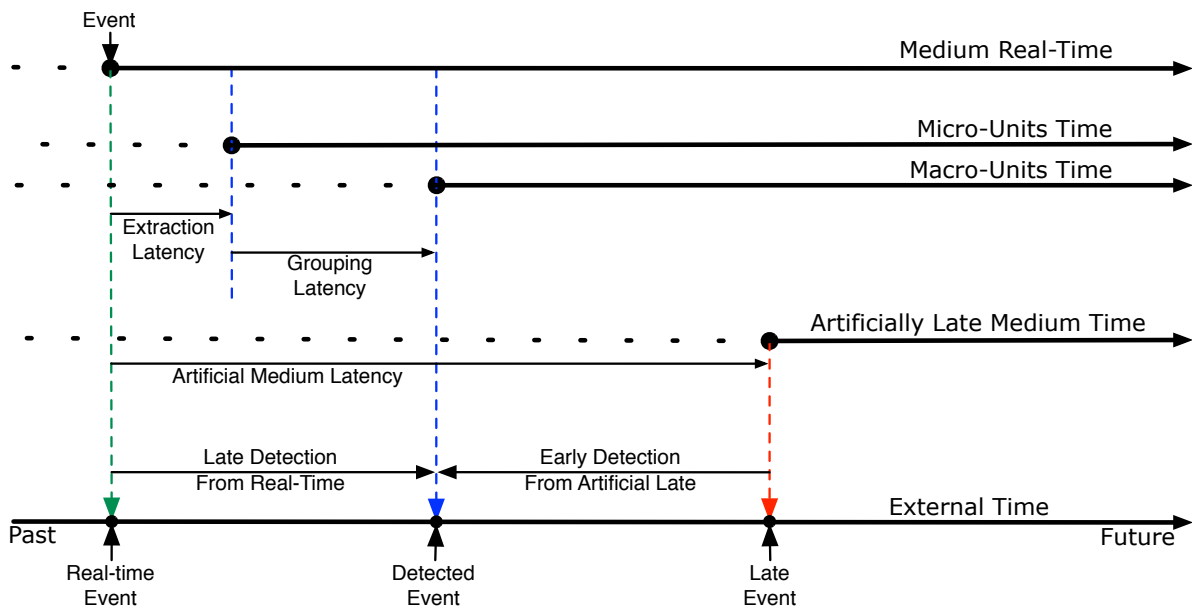 Event
Medium Real-Time
Micro-Units Time
Macro-Units Time
Extraction
Latency
Grouping
Latency
Artificially Late Medium Time
Artificial Medium Latency
Late Detection
From Real-Time
Early Detection
From Artificial Late
External Time
Past
Future
Real-time
Event
Detected
Event
Late
Event